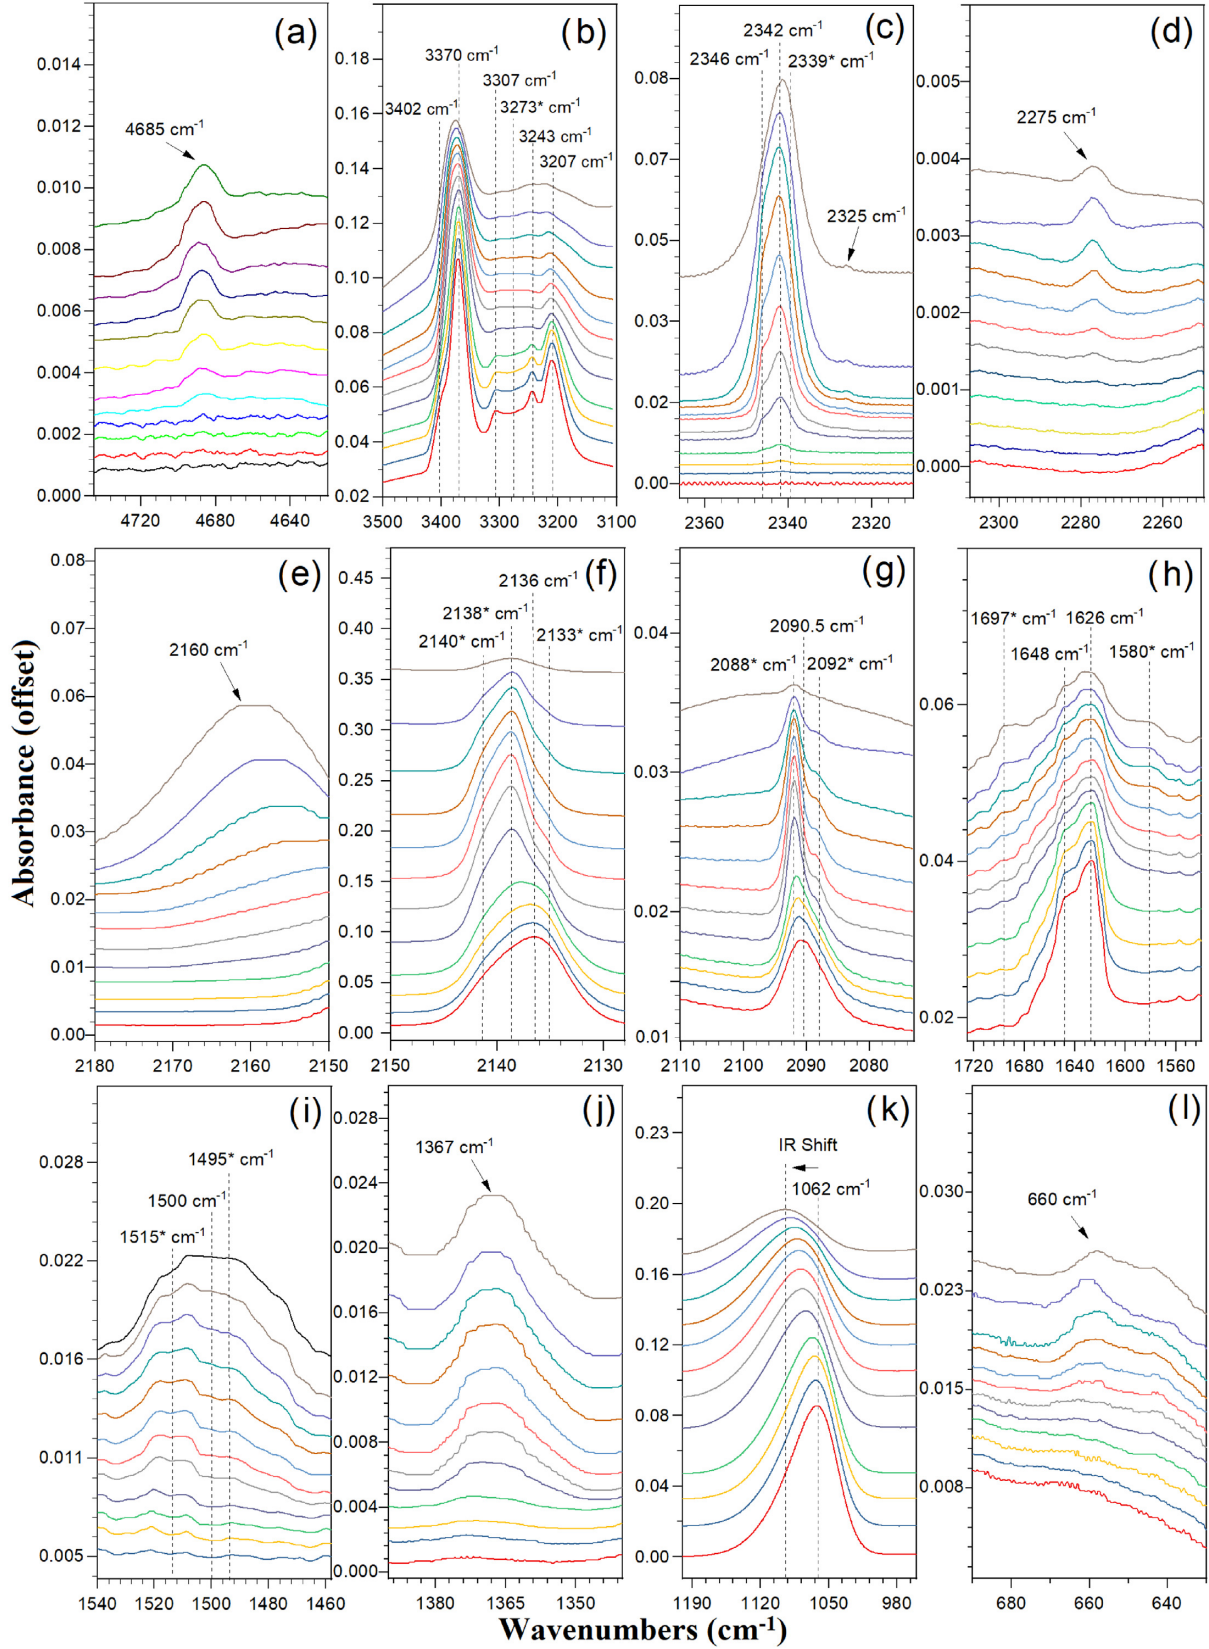 (a)
0.014
0.012
4685 cm-1
0.010
0.008
0.006
0.004
0.002
0.000
4720 4680 4640
(b)
0.18
3370 cm-1
3307 cm-1
3402 cm-1
3273* cm-1
0.16
3243 cm-1
3207 cm-1
0.14
0.12
0.10
0.08
0.06
0.04
0.02
3500 3400 3300 3200 3100
(c)
2342 cm-1
2346 cm-1
2339* cm-1
0.08
0.07
2325 cm-1
0.05
0.03
0.02
0.00
2360 2340 2320
(d)
0.005
2275 cm-1
0.004
0.003
0.002
0.001
0.000
2300 2280 2260
Absorbance (offset)
(e)
0.08
0.07
2160 cm-1
0.06
0.04
0.03
0.02
0.01
0.00
2180 2170 2160 2150
(f)
0.45
2136 cm-1
2138* cm-1
0.40
2140* cm-1
2133* cm-1
0.35
0.30
0.25
0.20
0.15
0.10
0.05
0.00
2150 2140 2130
(g)
0.04
2090.5 cm-1
2088* cm-1
2092* cm-1
0.03
0.02
0.01
2110 2100 2090 2080
(h)
1697* cm-1
1626 cm-1
1648 cm-1
1580* cm-1
0.06
0.04
0.02
1720 1680 1640 1600 1560
(i)
0.028
1495* cm-1
1500 cm-1
1515* cm-1
0.022
0.016
0.011
0.005
1540 1520 1500 1480 1460
(j)
0.028
1367 cm-1
0.024
0.020
0.016
0.012
0.008
0.004
0.000
1380 1365 1350
(k)
0.23
IR Shift
1062 cm-1
0.20
0.16
0.12
0.08
0.04
0.00
1190 1120 1050 980
(l)
0.030
660 cm-1
0.023
0.015
0.008
680 660 640
Wavenumbers (cm-1)